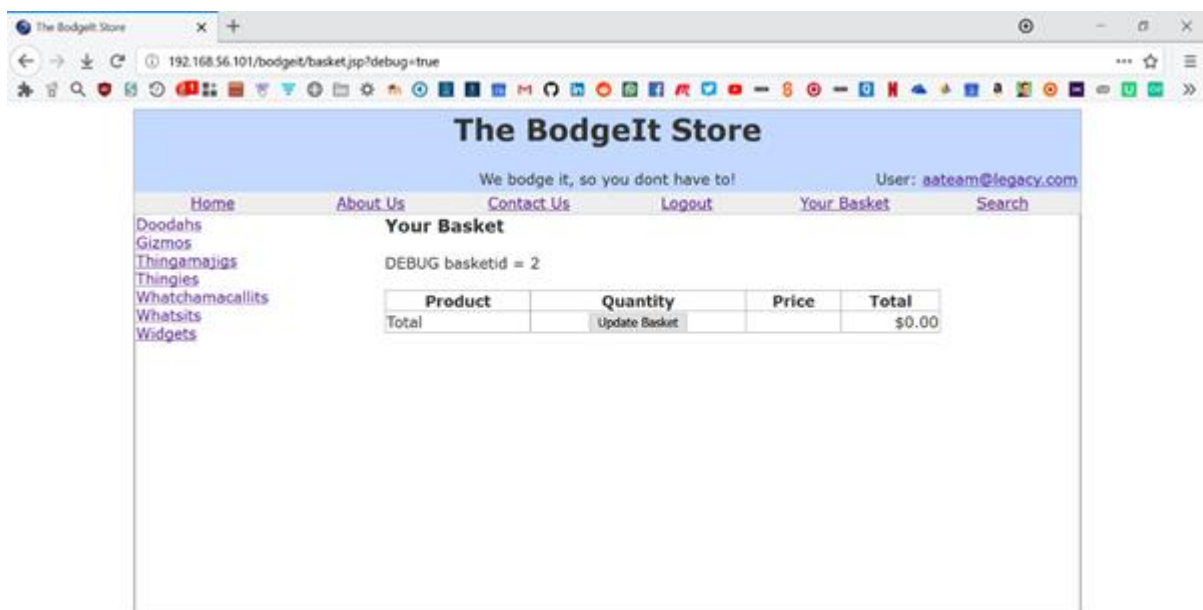 The BodgeIt Store
192.168.56.101/bodgeit/basket.jsp?debug=true
The BodgeIt Store
We bodge it, so you dont have to!
User: aateam@legacy.com
Home About Us Contact Us Logout Your Basket Search
Doodahs
Gizmos
Thingamajigs
Thingies
Whatchamacallits
Whatsits
Widgets
Your Basket
DEBUG basketid = 2
Product Quantity Price Total
Total Update Basket $0.00